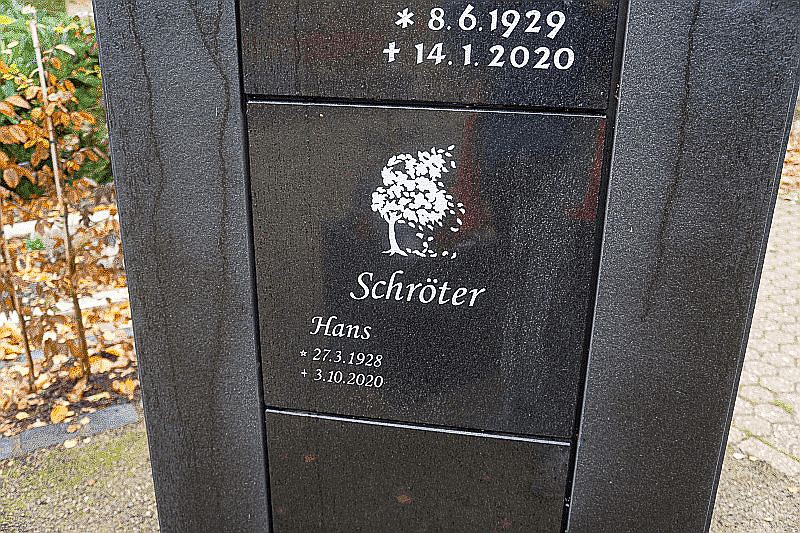 * 8.6.1929
+ 14.1.2020
Schröter
Hans
* 27.3.1928
+ 3.10.2020